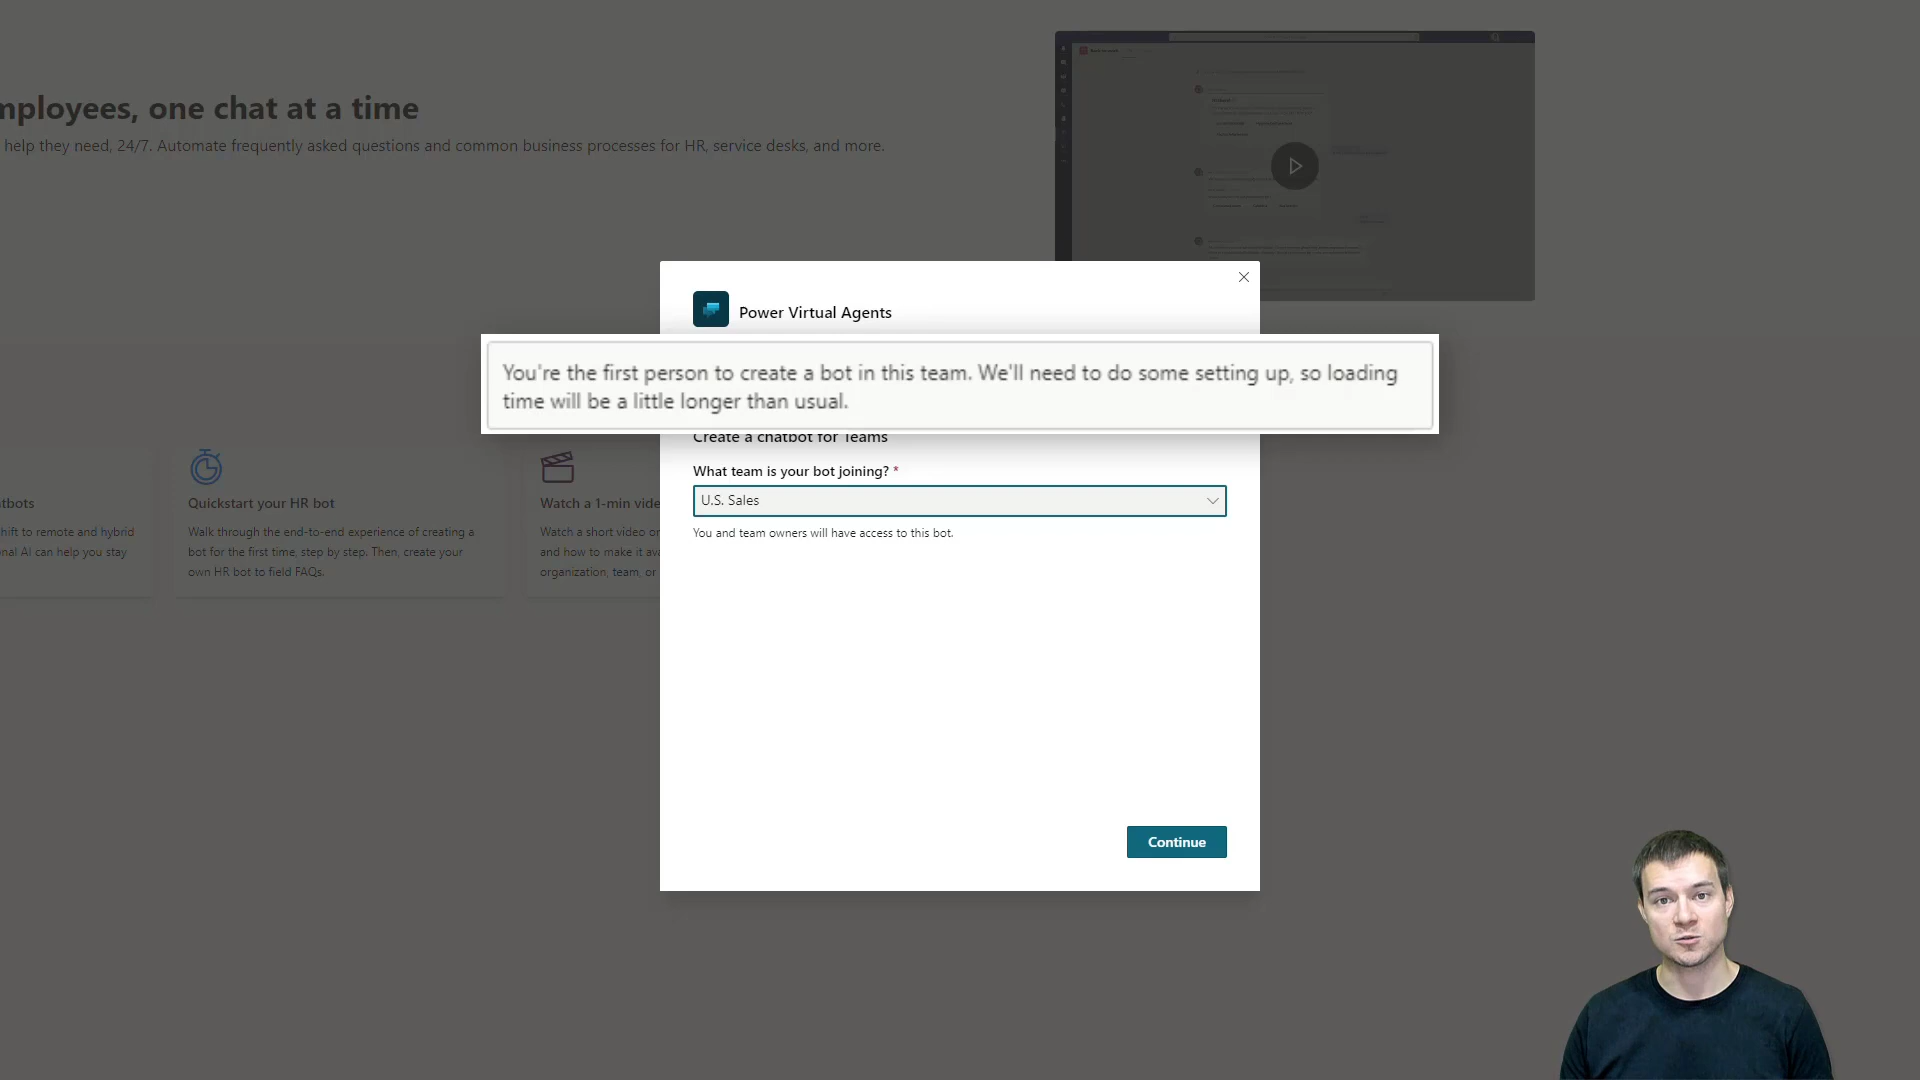 mployees, one chat at a time
help they need, 24/7. Automate frequently asked questions and common business processes for HR, service desks, and more.
Power Virtual Agents
You're the first person to create a bot in this team. We'll need to do some setting up, so loading
time will be a little longer than usual.
Create a chatbot for Teams
What team is your bot joining? *
U.S. Sales
You and team owners will have access to this bot.
Continue
tbots
hift to remote and hybrid
nal AI can help you stay
Quickstart your HR bot
Walk through the end-to-end experience of creating a
bot for the first time, step by step. Then, create your
own HR bot to field FAQs.
Watch a 1-min vide
Watch a short video or
and how to make it ava
organization, team, or